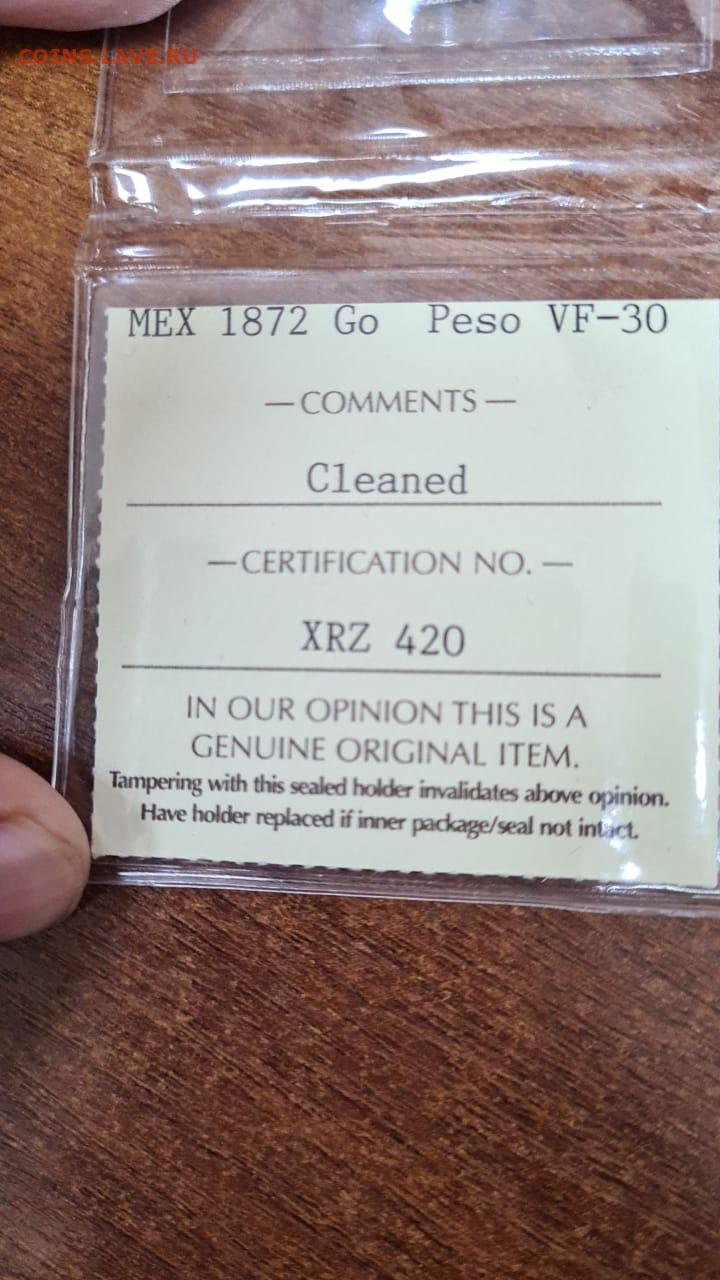 COINS.LAVE.RU
MEX 1872 Go Peso VF-30
—COMMENTS—
Cleaned
—CERTIFICATION NO.—
XRZ 420
IN OUR OPINION THIS IS A
GENUINE ORIGINAL ITEM.
Tampering with this sealed holder invalidates above opinion.
Have holder replaced if inner package/seal not intact.